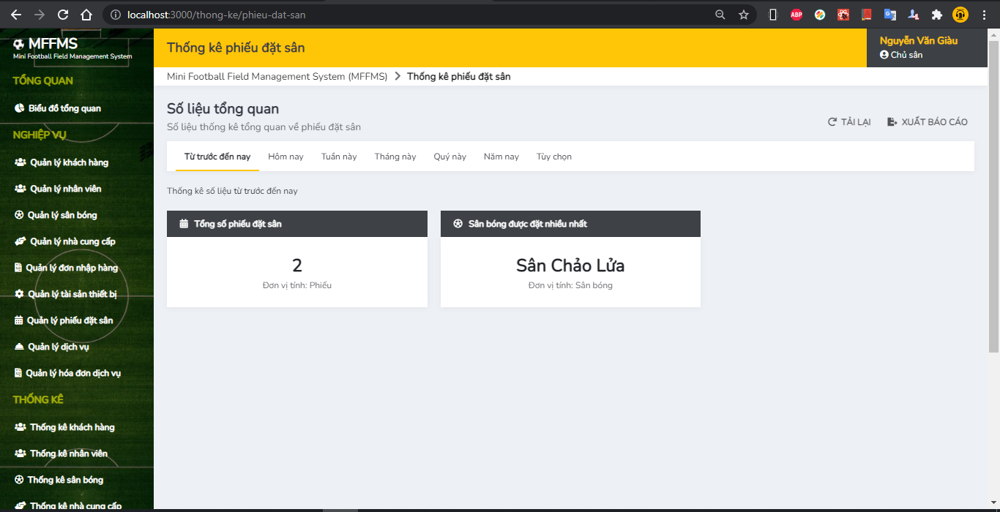 localhost:3000/thong-ke/phieu-dat-san
ABP
MFFMS
Mini Football Field Management System
TỔNG QUAN
Biểu đồ tổng quan
NGHIỆP VỤ
Quản lý khách hàng
Quản lý nhân viên
Quản lý sân bóng
Quản lý nhà cung cấp
Quản lý đơn nhập hàng
Quản lý tài sản thiết bị
Quản lý phiếu đặt sân
Quản lý dịch vụ
Quản lý hóa đơn dịch vụ
THỐNG KÊ
Thống kê khách hàng
Thống kê nhân viên
Thống kê sân bóng
Thống kê nhà cung cấp
Thống kê phiếu đặt sân
Nguyễn Văn Giàu
Chủ sân
Mini Football Field Management System (MFFMS) > Thống kê phiếu đặt sân
Số liệu tổng quan
Số liệu thống kê tổng quan về phiếu đặt sân
TẢI LẠI XUẤT BÁO CÁO
Từ trước đến nay Hôm nay Tuần này Tháng này Quý này Năm nay Tùy chọn
Thống kê số liệu từ trước đến nay
Tổng số phiếu đặt sân
2
Đơn vị tính: Phiếu
Sân bóng được đặt nhiều nhất
Sân Chảo Lửa
Đơn vị tính: Sân bóng